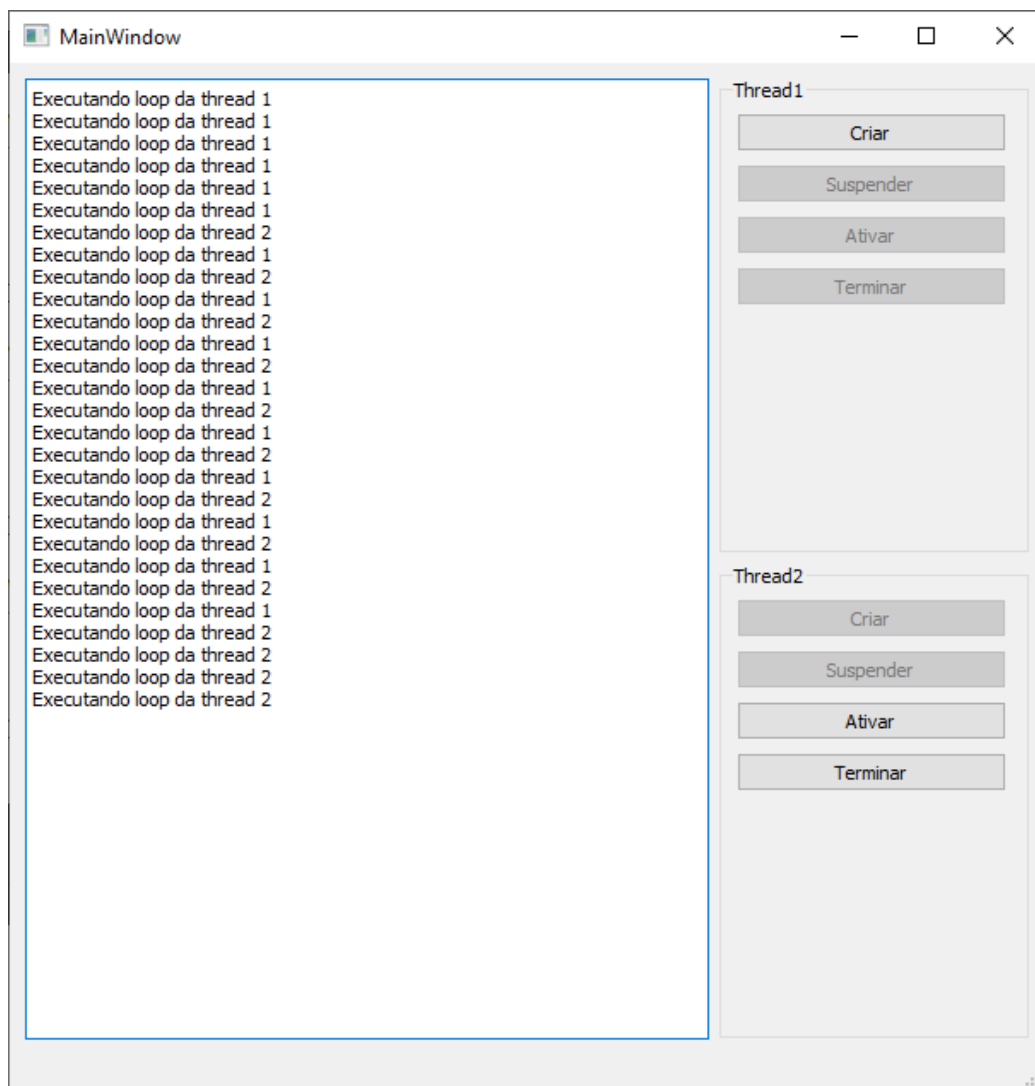 MainWindow
Executando loop da thread 1
Executando loop da thread 1
Executando loop da thread 1
Executando loop da thread 1
Executando loop da thread 1
Executando loop da thread 1
Executando loop da thread 2
Executando loop da thread 1
Executando loop da thread 2
Executando loop da thread 1
Executando loop da thread 2
Executando loop da thread 1
Executando loop da thread 2
Executando loop da thread 1
Executando loop da thread 2
Executando loop da thread 1
Executando loop da thread 2
Executando loop da thread 1
Executando loop da thread 2
Executando loop da thread 1
Executando loop da thread 2
Executando loop da thread 1
Executando loop da thread 2
Executando loop da thread 1
Executando loop da thread 2
Executando loop da thread 2
Executando loop da thread 2
Executando loop da thread 2
Thread1
Criar
Suspender
Ativar
Terminar
Thread2
Criar
Suspender
Ativar
Terminar